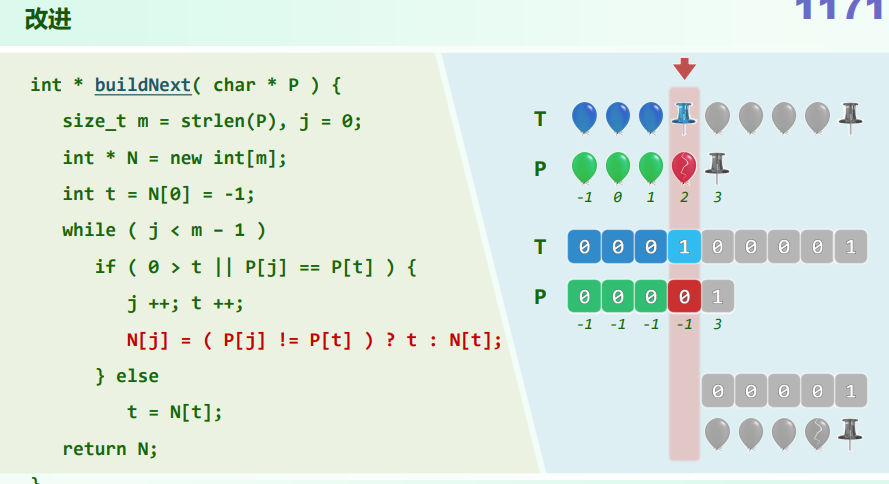 改进
1171
int * buildNext( char * P ) {
size_t m = strlen(P), j = 0;
int * N = new int[m];
int t = N[0] = -1;
while ( j < m – 1 )
if ( 0 > t || P[j] == P[t] ) {
j ++; t ++;
N[j] = ( P[j] != P[t] ) ? t : N[t];
} else
t = N[t];
return N;
}
T
P
-1 0 1 2 3
T 0 0 0 1 0 0 0 0 1
P 0 0 0 0 1
-1 -1 -1 -1 3
0 0 0 0 1